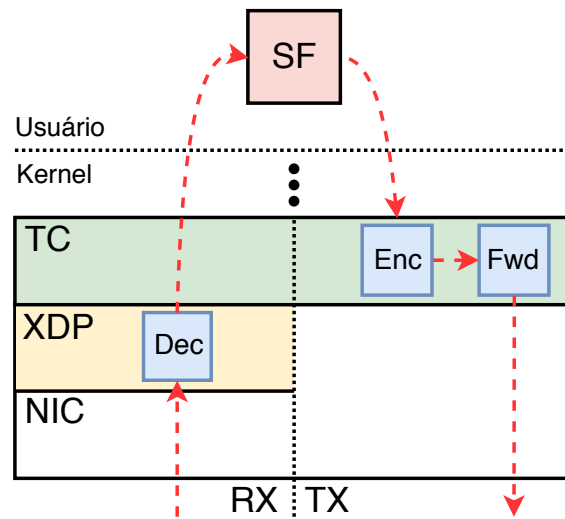 SF
Usuário
Kernel
TC
Enc
Fwd
XDP
Dec
NIC
RX
TX